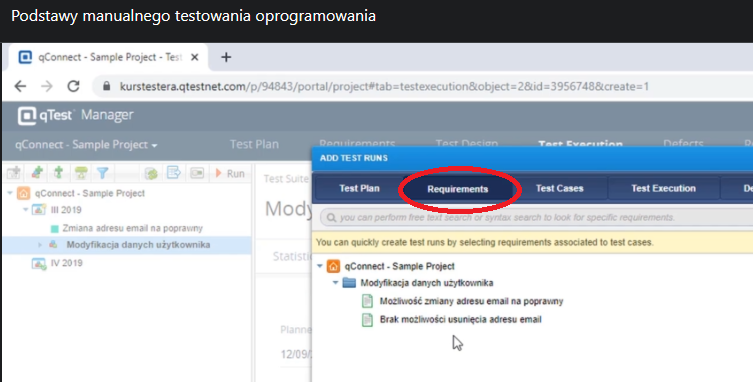 Podstawy manualnego testowania oprogramowania
qConnect - Sample Project - Test
kurstestera.qtestnet.com/p/94843/portal/project#tab=testexecution&object=2&id=3956748&create=1
qTest Manager
qConnect - Sample Project
Test Plan
Requirements
Test Design
Test Execution
Defects
Run
qConnect - Sample Project
III 2019
Zmiana adresu email na poprawny
Modyfikacja danych użytkownika
IV 2019
Test Suite
Mody
Statistic
Planne
12/09/
ADD TEST RUNS
Test Plan
Requirements
Test Cases
Test Execution
De
you can perform free text search or syntax search to look for specific requirements.
You can quickly create test runs by selecting requirements associated to test cases.
qConnect - Sample Project
Modyfikacja danych użytkownika
Możliwość zmiany adresu email na poprawny
Brak możliwości usunięcia adresu email